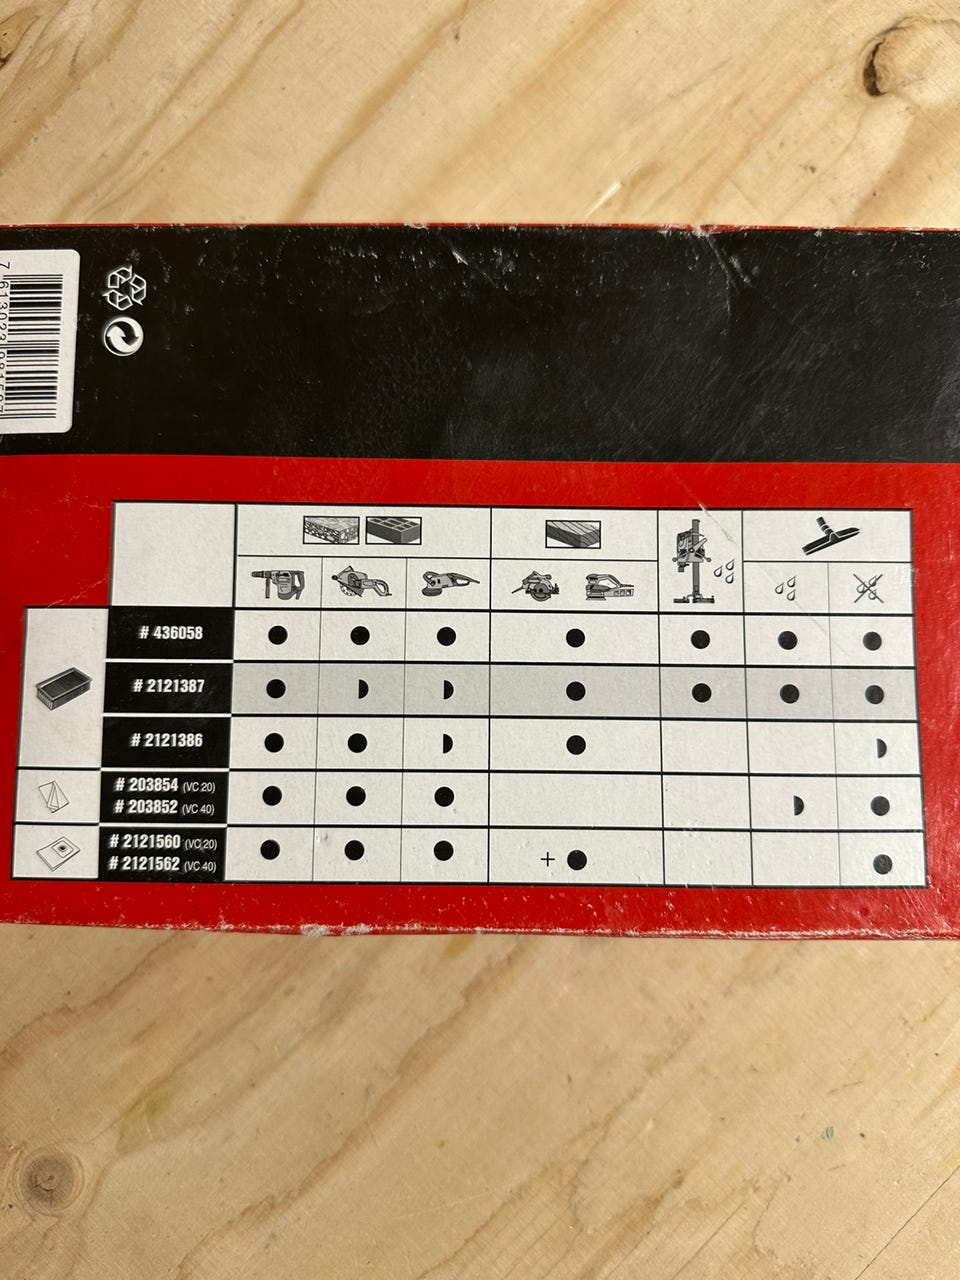 # 436058
# 2121387
# 2121386
# 203854 (VC 20)
# 203852 (VC 40)
# 2121560 (VC 20)
# 2121562 (VC 40)
+